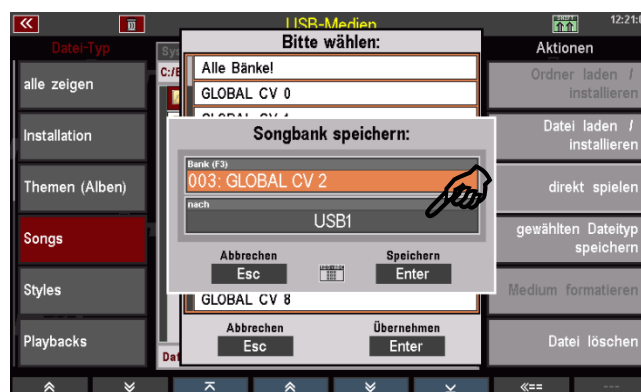 USB-Medien
12:21:
Datei-Typ
Bitte wählen:
Aktionen
Sys
C:/E
alle zeigen
Alle Bänke!
Ordner laden /
installieren
GLOBAL CV 0
Installation
Songbank speichern:
Datei laden /
installieren
Bank (F3)
003: GLOBAL CV 2
Themen (Alben)
direkt spielen
nach
USB1
Songs
gewählten Dateityp
speichern
Abbrechen
Speichern
Esc
Enter
Styles
GLOBAL CV 8
Medium formatieren
Abbrechen
Übernehmen
Playbacks
Esc
Enter
Datei löschen
Dat
«==
---